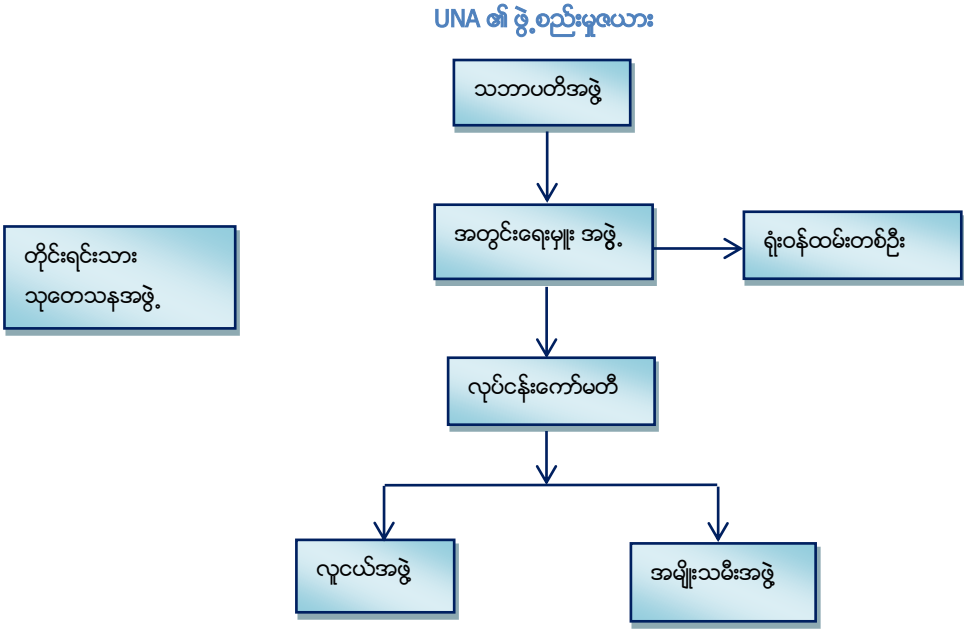 UNA ၏ ဖွဲ့စည်းမှုဇယား
သဘာပတိအဖွဲ့
အတွင်းရေးမှူး အဖွဲ့
ရုံးဝန်ထမ်းတစ်ဦး
တိုင်းရင်းသား
သုတေသနအဖွဲ့
လုပ်ငန်းကော်မတီ
လူငယ်အဖွဲ့
အမျိုးသမီးအဖွဲ့